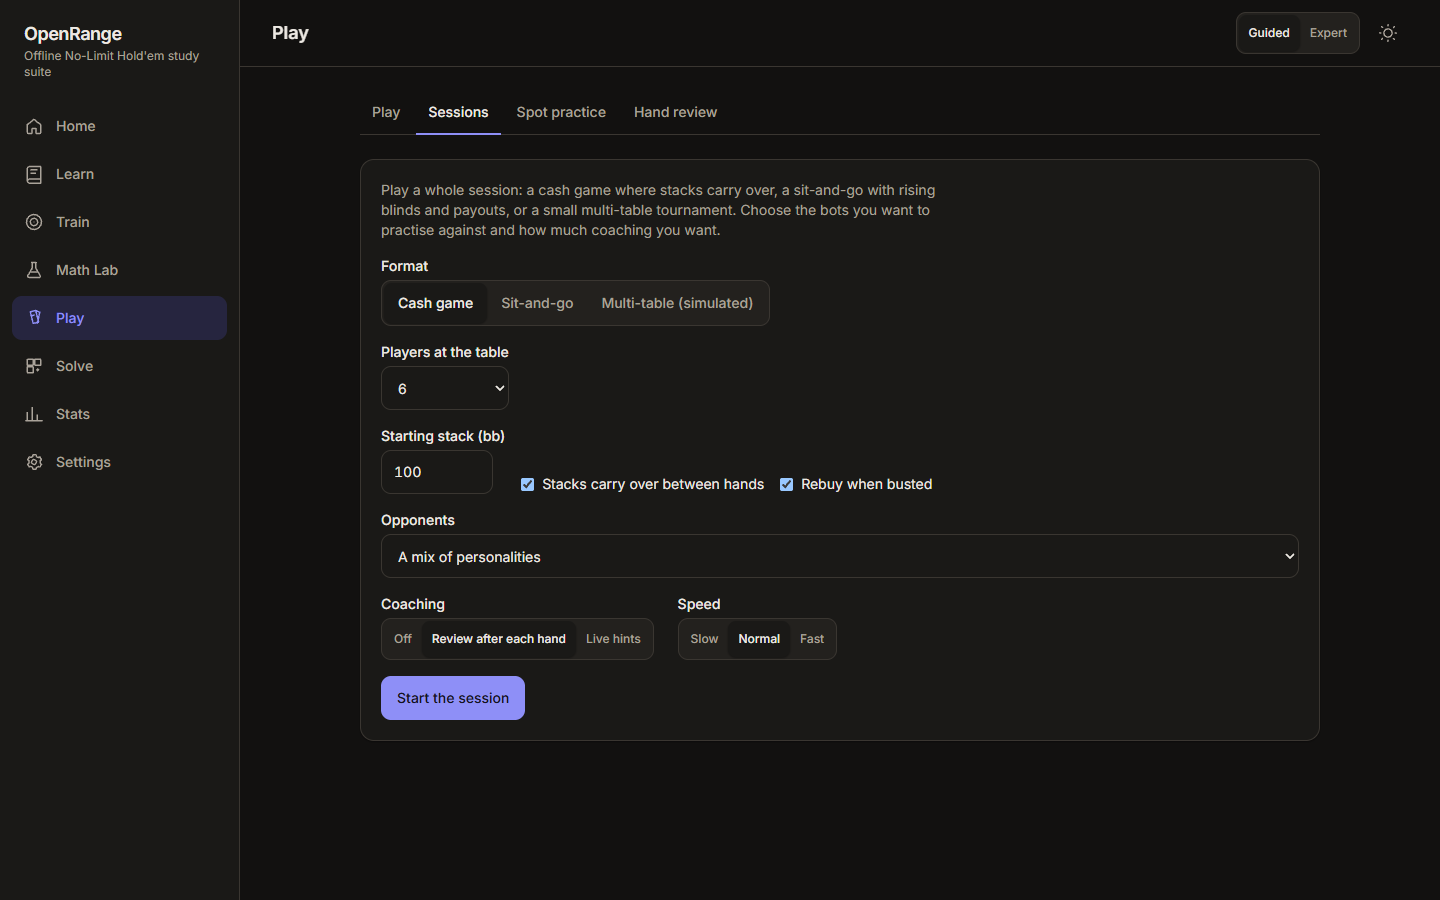 OpenRange
Offline No-Limit Hold'em study
suite
Home
Learn
Train
Math Lab
Play
Solve
Stats
Settings
Play
Guided
Expert
Play
Sessions
Spot practice
Hand review
Play a whole session: a cash game where stacks carry over, a sit-and-go with rising
blinds and payouts, or a small multi-table tournament. Choose the bots you want to
practise against and how much coaching you want.
Format
Cash game
Sit-and-go
Multi-table (simulated)
Players at the table
6
Starting stack (bb)
100
Stacks carry over between hands
Rebuy when busted
Opponents
A mix of personalities
Coaching
Off
Review after each hand
Live hints
Speed
Slow
Normal
Fast
Start the session